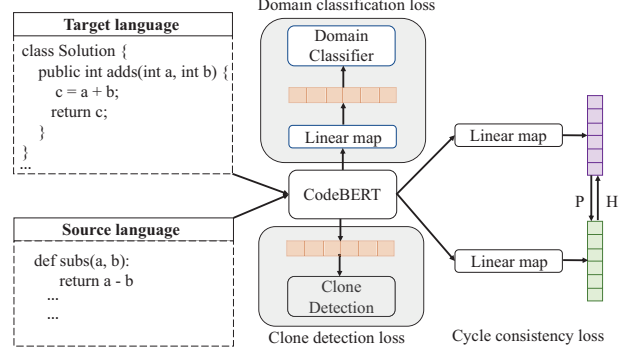 Domain classification loss
Target language
class Solution {
public int adds(int a, int b) {
c = a + b;
return c;
}
}
...
Domain
Classifier
Linear map
CodeBERT
Linear map
P
H
Linear map
Source language
def subs(a, b):
return a - b
...
...
Clone
Detection
Clone detection loss
Cycle consistency loss